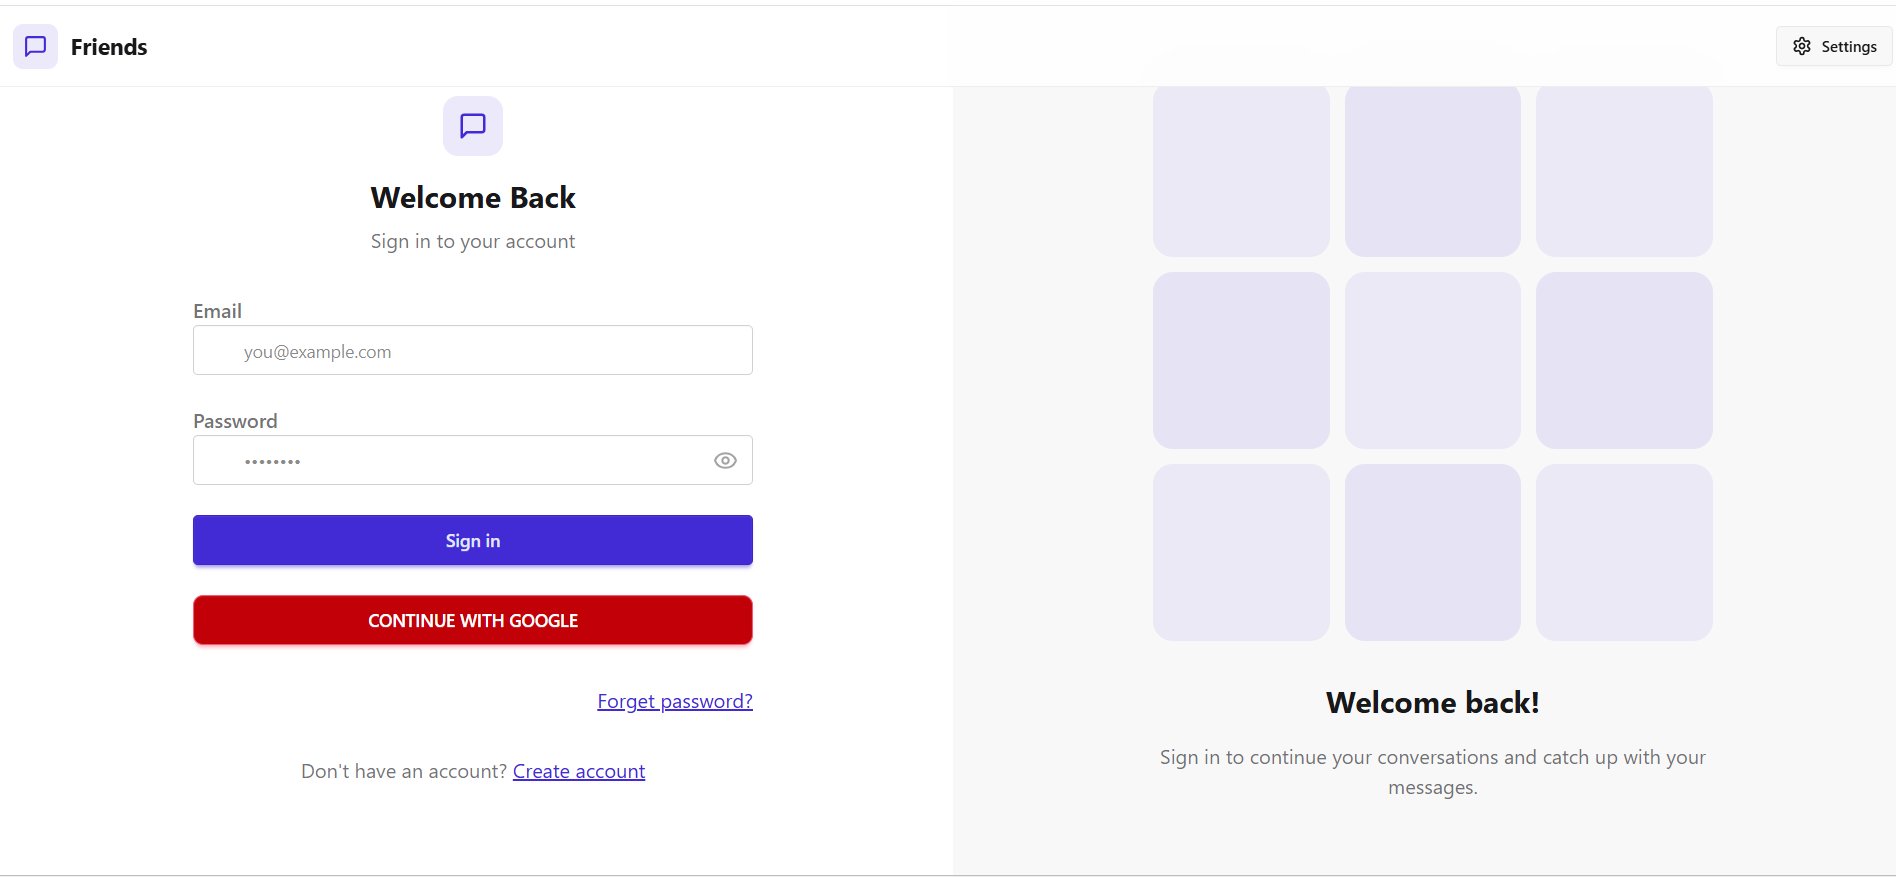 Friends
Settings
Welcome Back
Sign in to your account
Email
you@example.com
Password
••••••••
Sign in
CONTINUE WITH GOOGLE
Forget password?
Don't have an account? Create account
Welcome back!
Sign in to continue your conversations and catch up with your
messages.